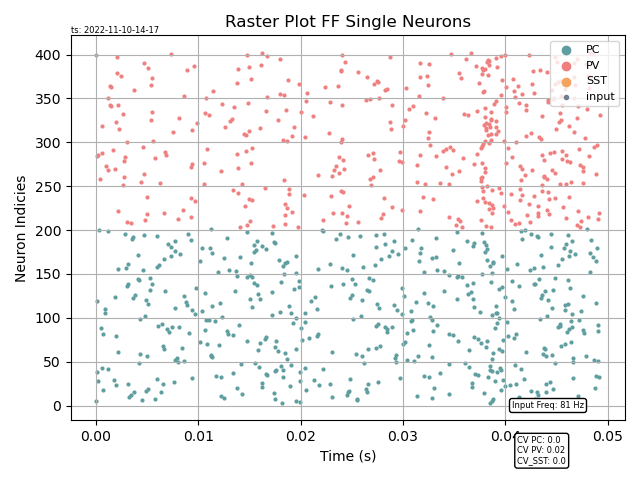 Raster Plot FF Single Neurons
ts: 2022-11-10-14-17
PC
PV
SST
input
400
350
300
250
200
150
100
50
0
Neuron Indicies
Input Freq: 81 Hz
0.00 0.01 0.02 0.03 0.04 0.05
Time (s)
CV PC: 0.0
CV PV: 0.02
CV_SST: 0.0